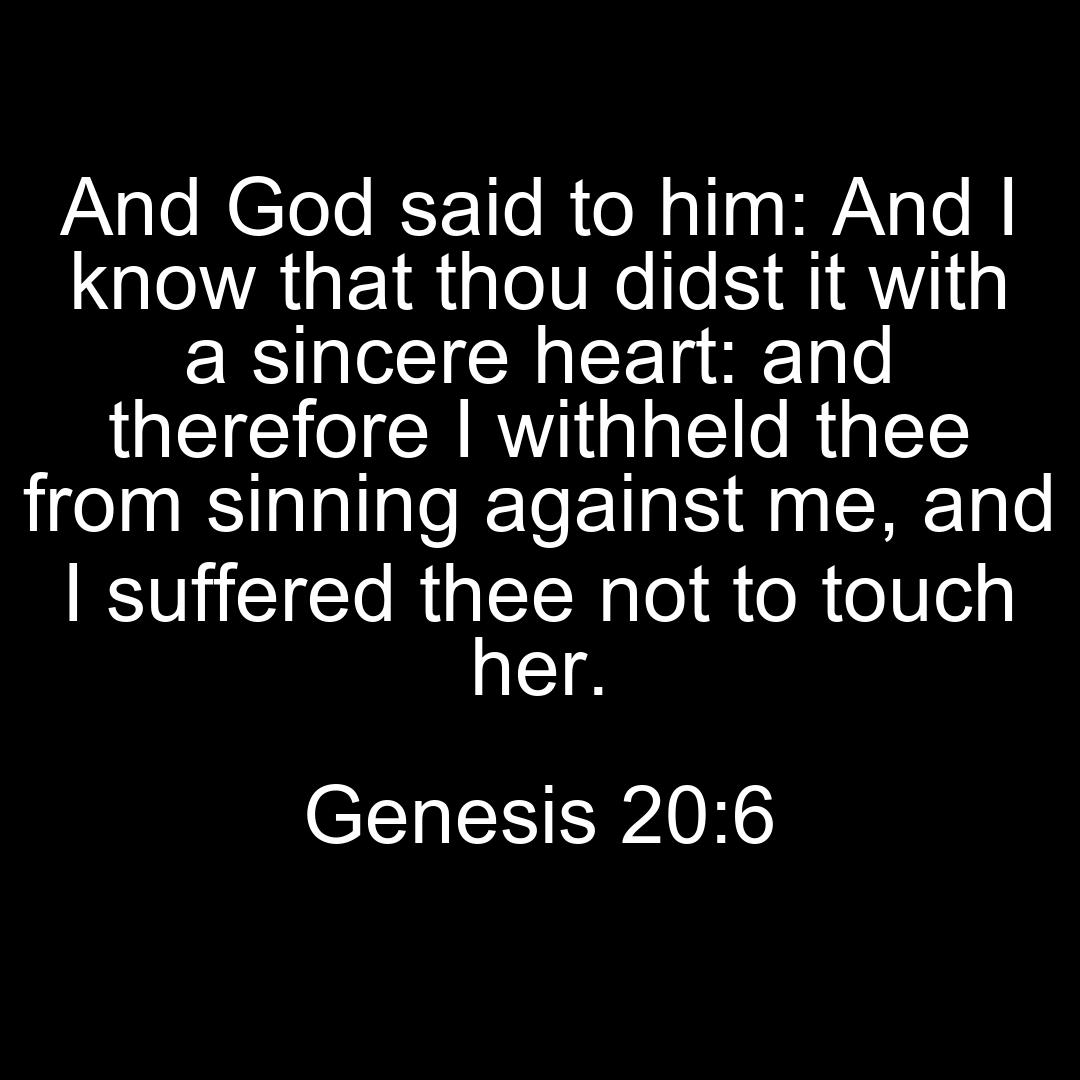 And God said to him: And I
know that thou didst it with
a sincere heart: and
therefore I withheld thee
from sinning against me, and
I suffered thee not to touch
her.
Genesis 20:6